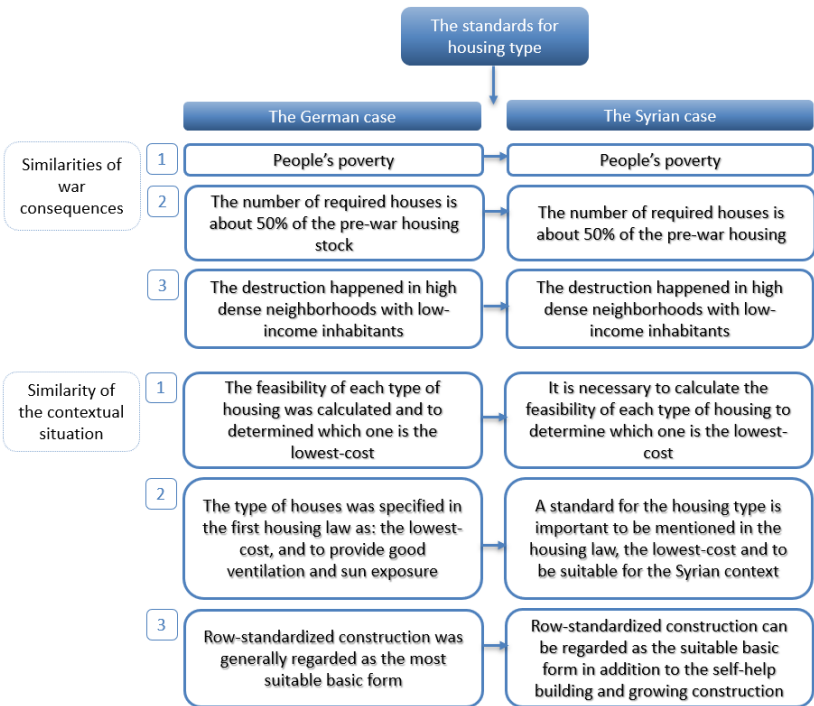 The standards for
housing type
The German case
The Syrian case
Similarities of
war
consequences
1
People's poverty
People's poverty
2
The number of required houses is
about 50% of the pre-war housing
stock
The number of required houses is
about 50% of the pre-war housing
3
The destruction happened in high
dense neighborhoods with low-
income inhabitants
The destruction happened in high
dense neighborhoods with low-
income inhabitants
Similarity of
the contextual
situation
1
The feasibility of each type of
housing was calculated and to
determined which one is the
lowest-cost
It is necessary to calculate the
feasibility of each type of housing to
determine which one is the lowest-
cost
2
The type of houses was specified in
the first housing law as: the lowest-
cost, and to provide good
ventilation and sun exposure
A standard for the housing type is
important to be mentioned in the
housing law, the lowest-cost and to
be suitable for the Syrian context
3
Row-standardized construction was
generally regarded as the most
suitable basic form
Row-standardized construction can
be regarded as the suitable basic
form in addition to the self-help
building and growing construction